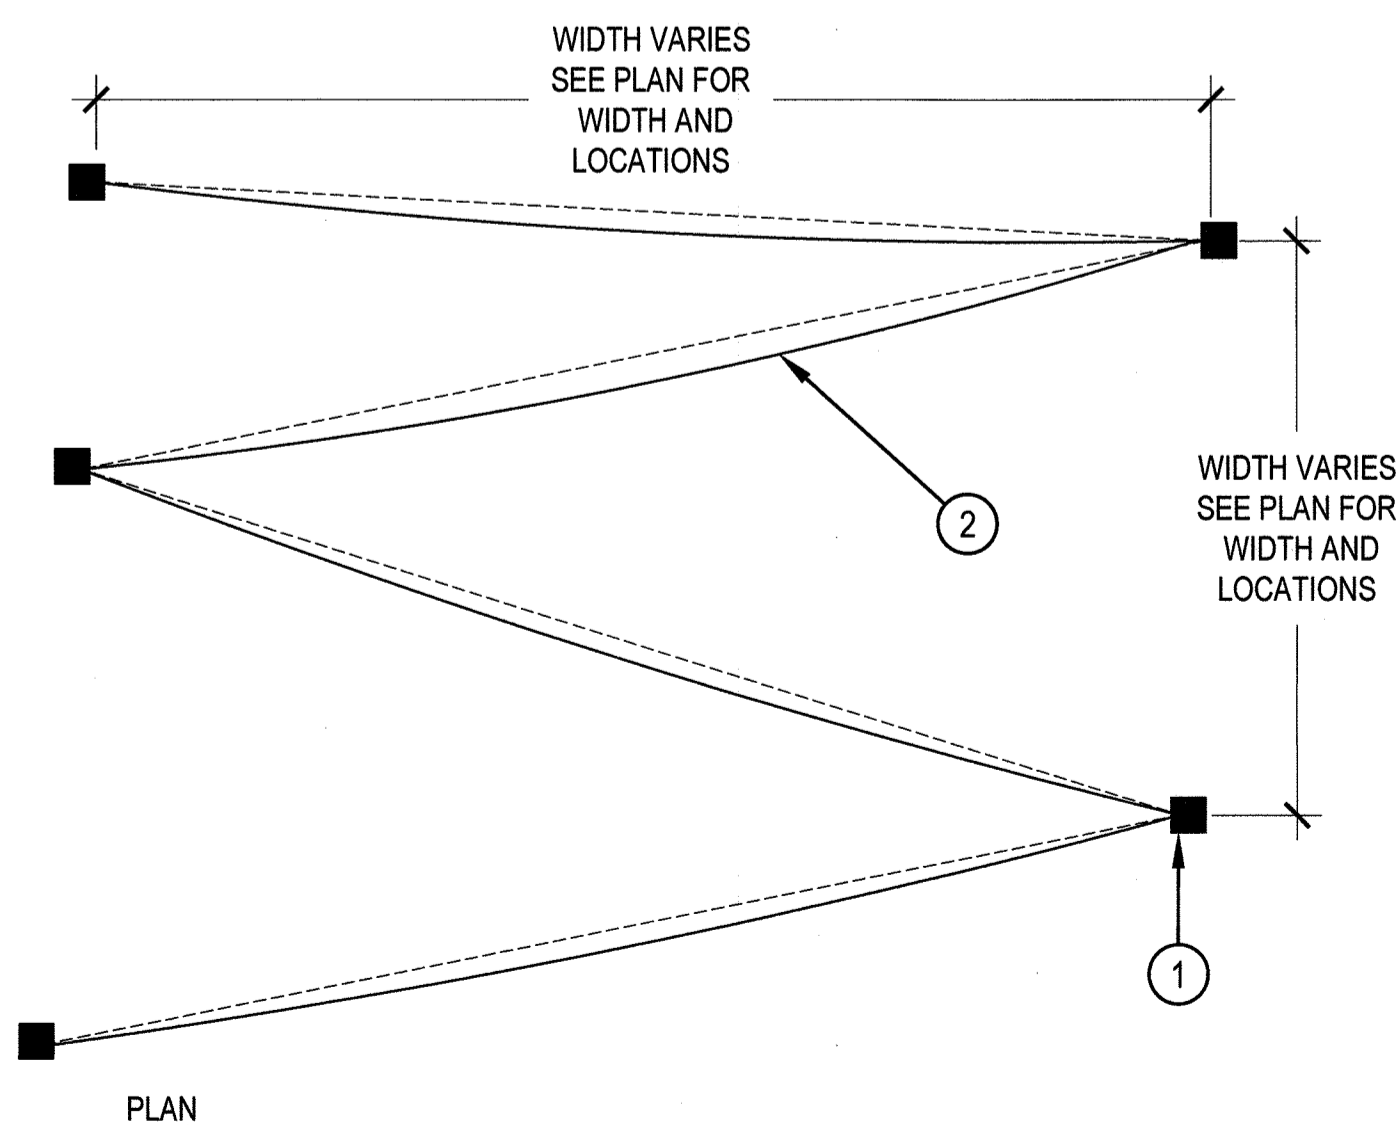 WIDTH VARIES
SEE PLAN FOR
WIDTH AND
LOCATIONS
WIDTH VARIES
SEE PLAN FOR
WIDTH AND
LOCATIONS
2
1
PLAN